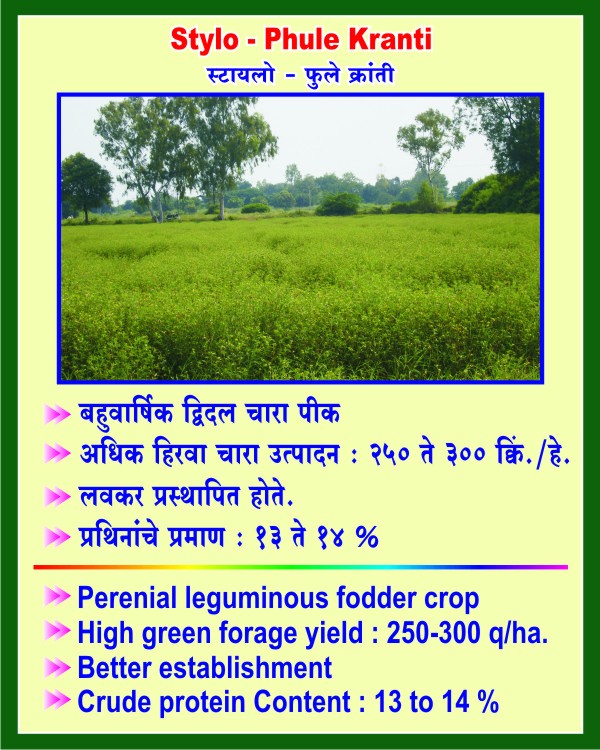 Stylo - Phule Kranti
स्टायलो - फुले क्रांती
बहुवार्षिक द्विदल चारा पीक
अधिक हिरवा चारा उत्पादन : २५० ते ३०० क्विं./हे.
लवकर प्रस्थापित होते.
प्रथिनांचे प्रमाण : १३ ते १४ %
Perenial leguminous fodder crop
High green forage yield : 250-300 q/ha.
Better establishment
Crude protein Content : 13 to 14 %